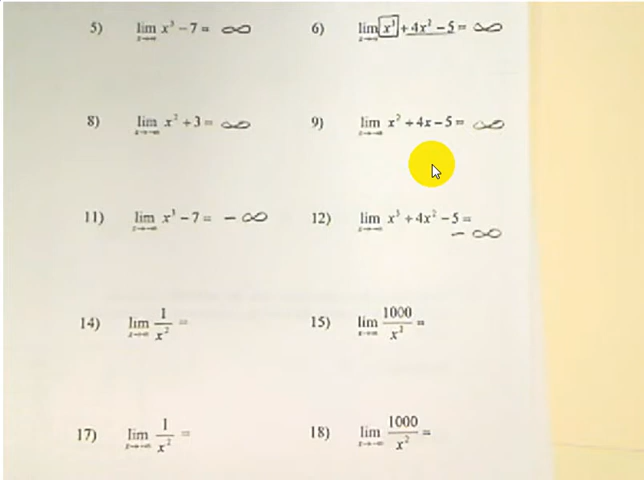 5) lim x→∞ x³ − 7 = ∞
6) lim x→∞ x³ + 4x² − 5 = ∞
8) lim x→−∞ x² + 3 = ∞
9) lim x→−∞ x² + 4x − 5 = ∞
11) lim x→−∞ x³ − 7 = − ∞
12) lim x→−∞ x³ + 4x² − 5 =
− ∞
14) lim x→∞ 1/x² =
15) lim x→∞ 1000/x² =
17) lim x→−∞ 1/x² =
18) lim x→−∞ 1000/x² =